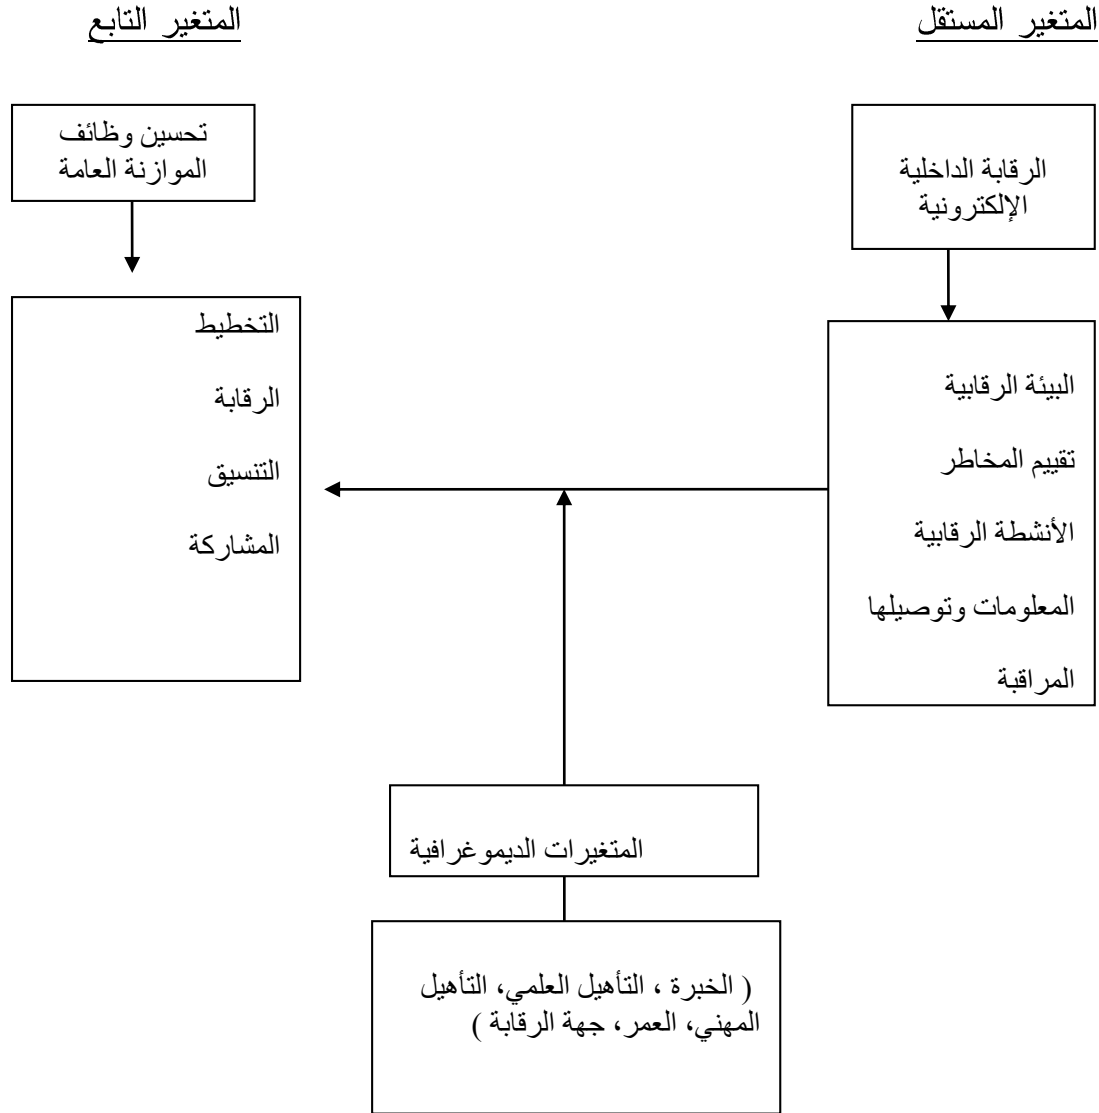 المتغير المستقل
المتغير التابع
الرقابة الداخلية
الإلكترونية
تحسين وظائف
الموازنة العامة
البيئة الرقابية
تقييم المخاطر
الأنشطة الرقابية
المعلومات وتوصيلها
المراقبة
التخطيط
الرقابة
التنسيق
المشاركة
المتغيرات الديموغرافية
( الخبرة ، التأهيل العلمي، التأهيل
المهني، العمر، جهة الرقابة )